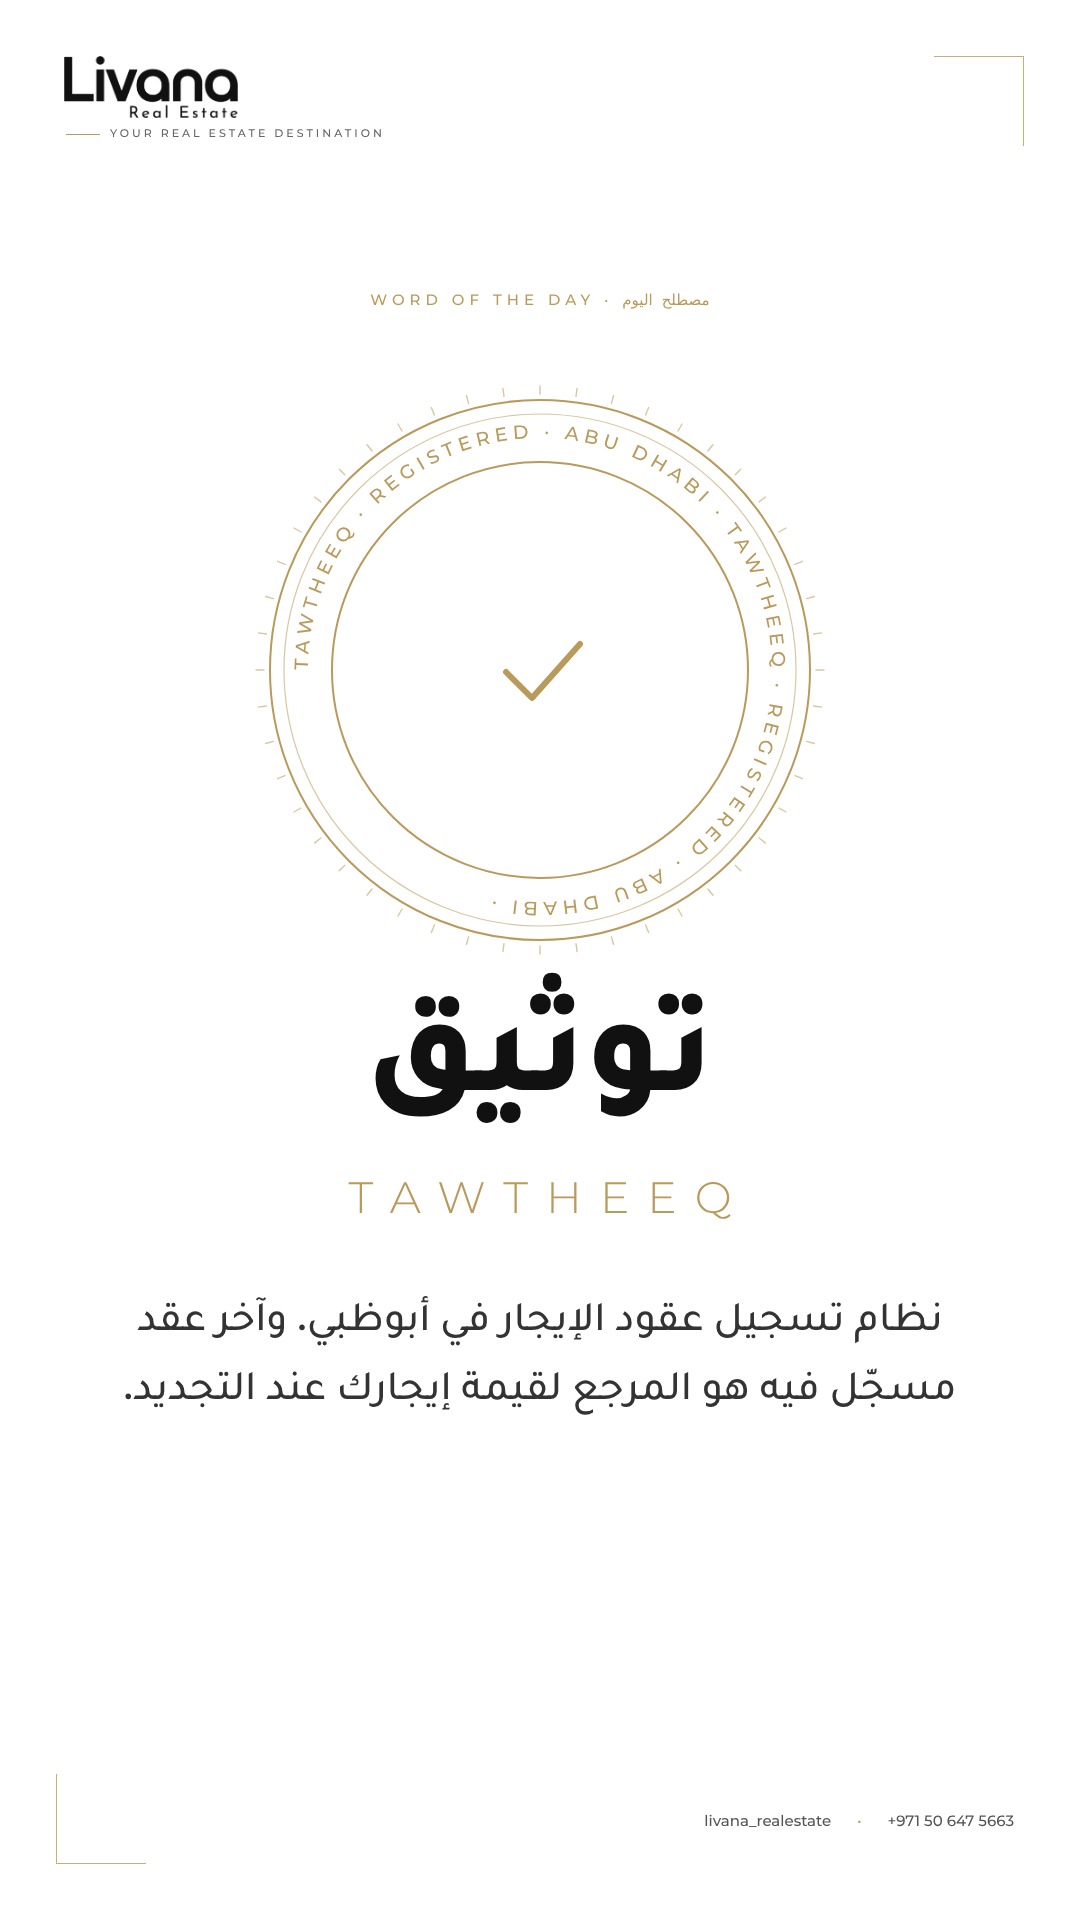 Livana
Real Estate
YOUR REAL ESTATE DESTINATION
WORD OF THE DAY · مصطلح اليوم
TAWTHEEQ · REGISTERED · ABU DHABI · TAWTHEEQ · REGISTERED · ABU DHABI ·
توثيق
TAWTHEEQ
نظام تسجيل عقود الإيجار في أبوظبي. وآخر عقد
مسجّل فيه هو المرجع لقيمة إيجارك عند التجديد.
livana_realestate · +971 50 647 5663